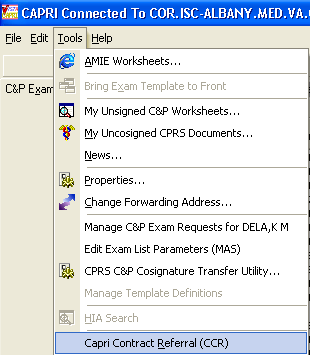 CAPRI Connected To COR.ISC-ALBANY.MED.VA.
File Edit Tools Help
AMIE Worksheets...
C&P Exam
Bring Exam Template to Front
My Unsigned C&P Worksheets...
My Uncosigned CPRS Documents...
News...
Properties...
Change Forwarding Address...
Manage C&P Exam Requests for DELA,K M
Edit Exam List Parameters (MAS)
CPRS C&P Cosignature Transfer Utility...
Manage Template Definitions
HIA Search
Capri Contract Referral (CCR)